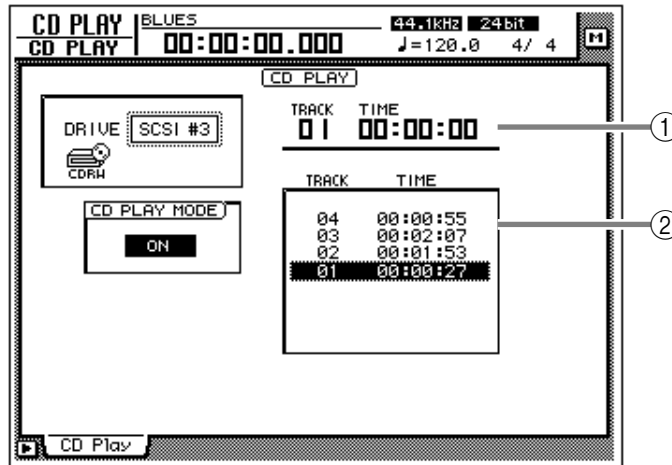 CD PLAY BLUES 44.1kHz 24bit
CD PLAY 00:00:00.000 ♩=120.0 4/ 4 M
CD PLAY
DRIVE SCSI #3
CDRW
TRACK TIME
01 00:00:00
①
CD PLAY MODE
ON
TRACK TIME
②
04 00:00:55
03 00:02:07
02 00:01:53
01 00:00:27
CD Play